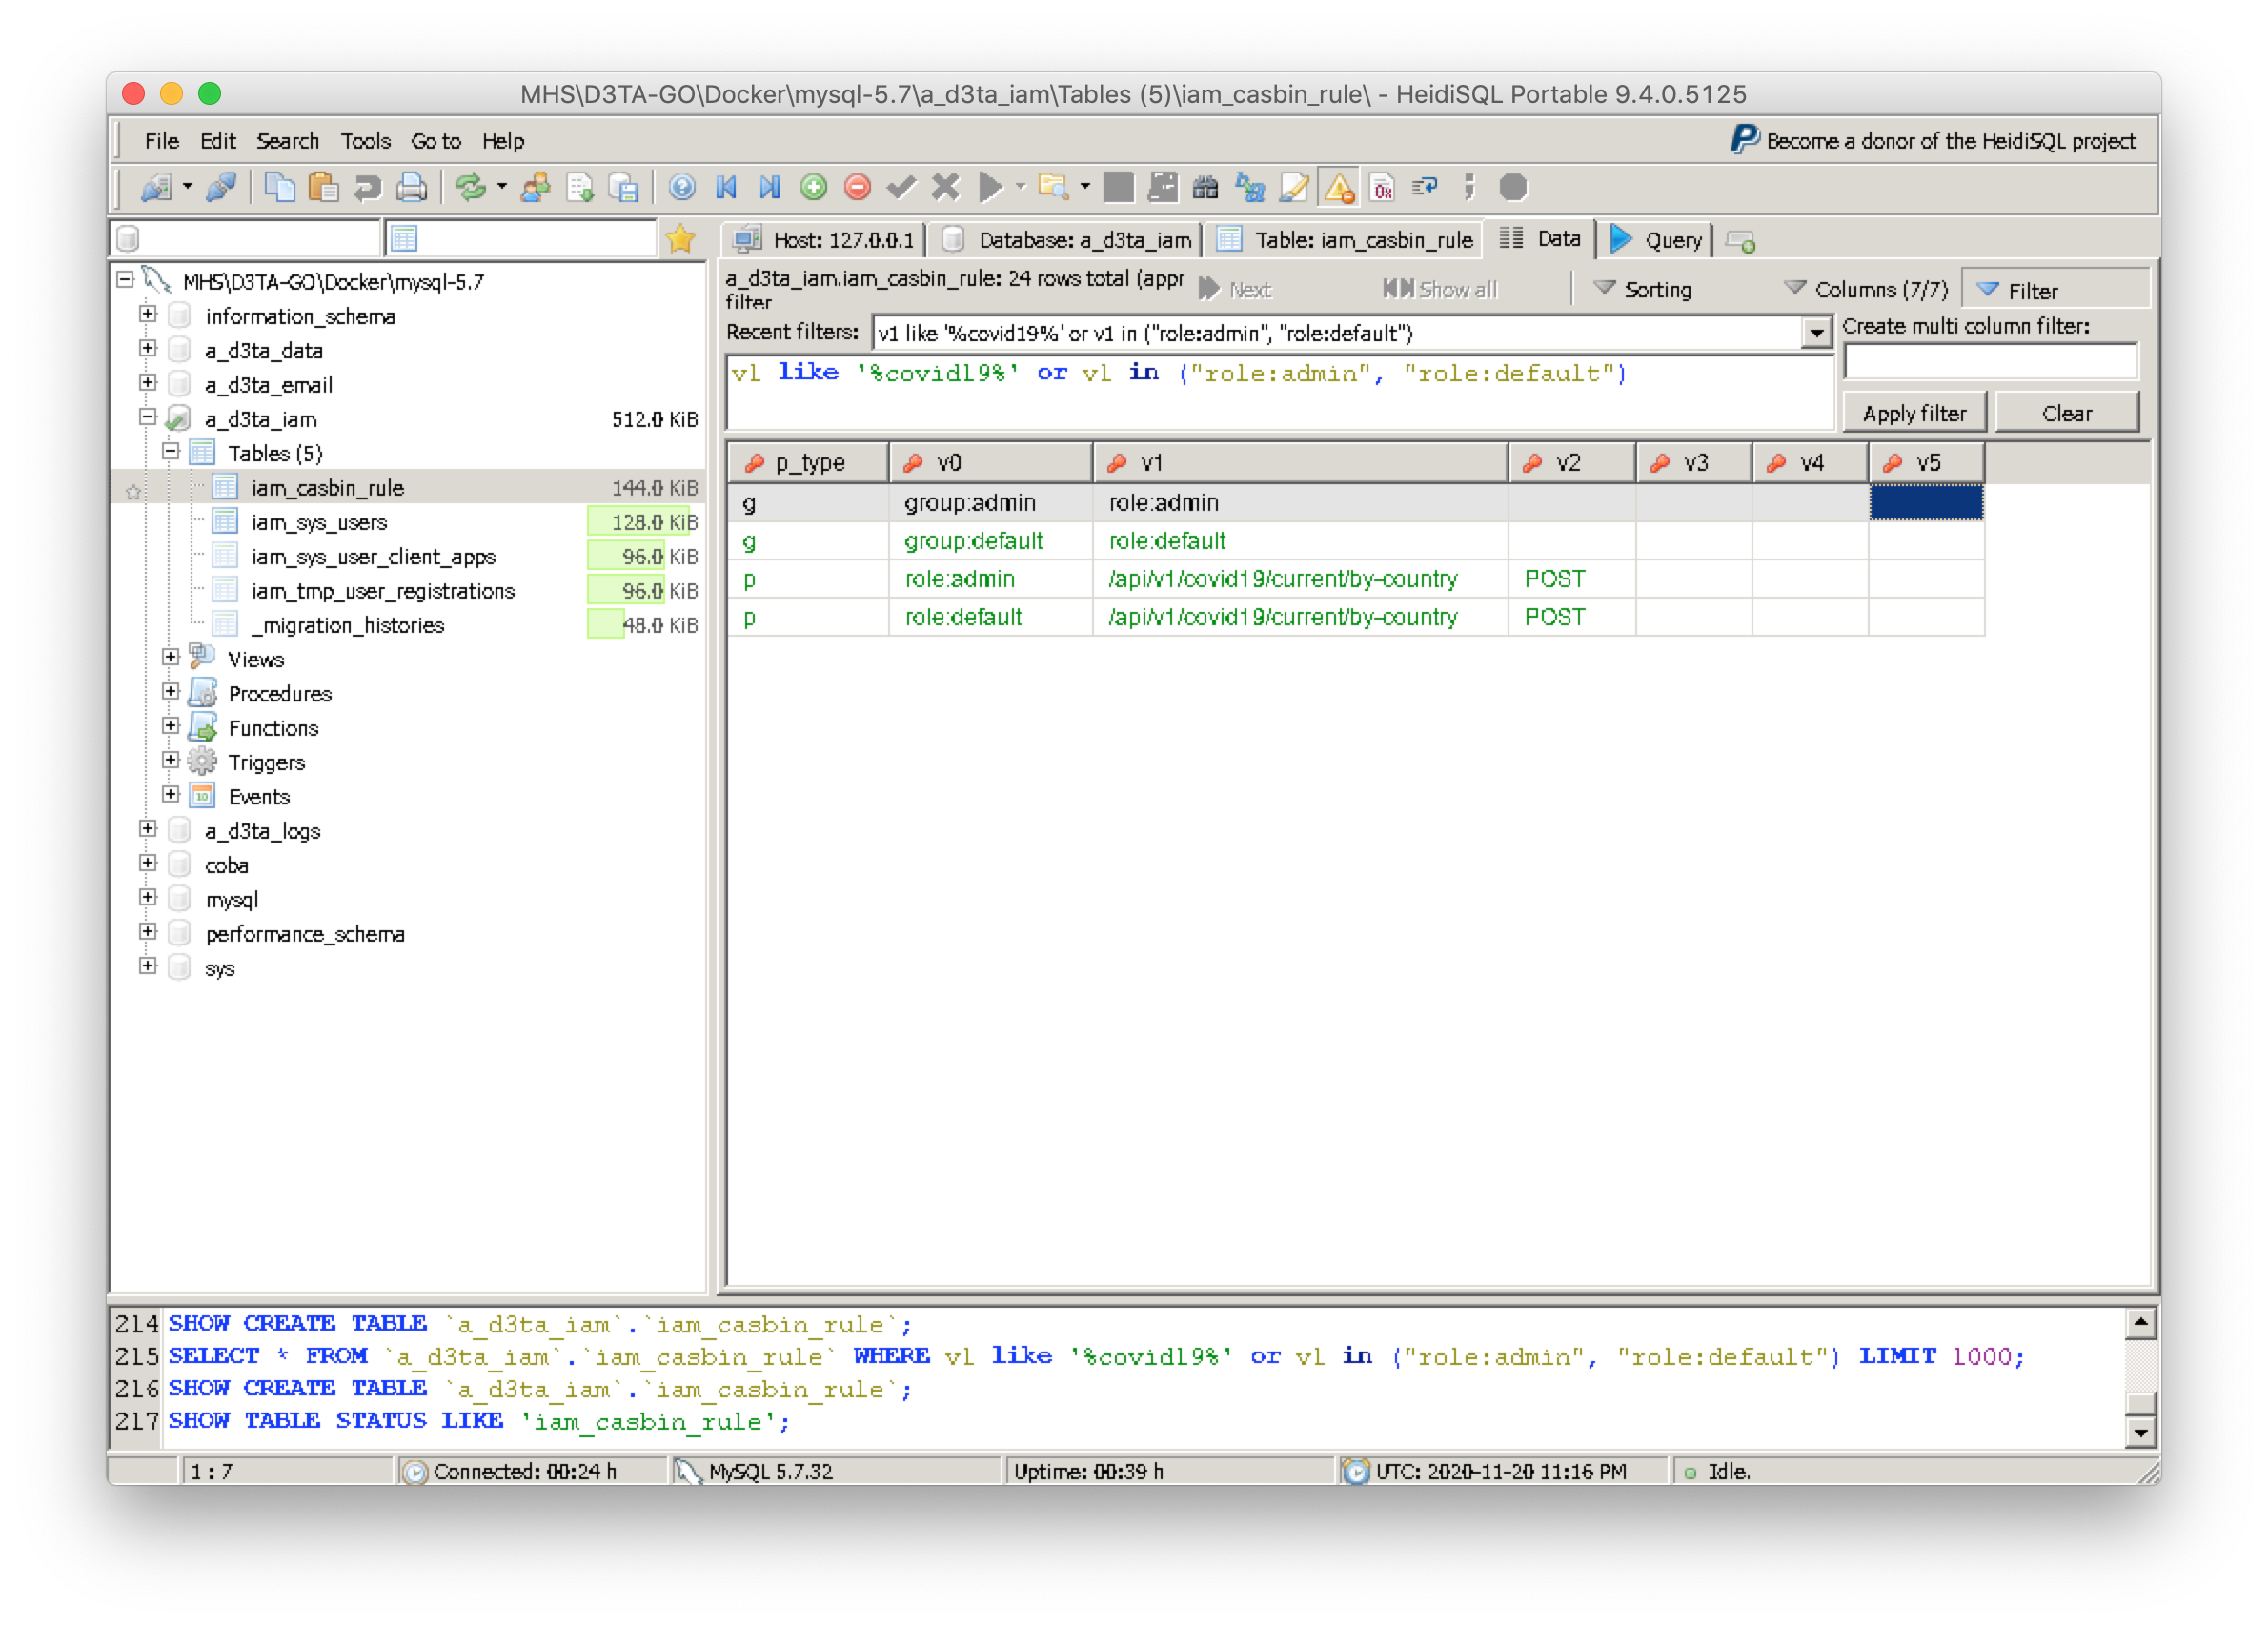 MHS\D3TA-GO\Docker\mysql-5.7\a_d3ta_iam\Tables (5)\iam_casbin_rule\ - HeidiSQL Portable 9.4.0.5125
File Edit Search Tools Go to Help
Become a donor of the HeidiSQL project
Host: 127.0.0.1 Database: a_d3ta_iam Table: iam_casbin_rule Data Query
MHS\D3TA-GO\Docker\mysql-5.7
information_schema
a_d3ta_data
a_d3ta_email
a_d3ta_iam 512.0 KiB
Tables (5)
iam_casbin_rule 144.0 KiB
iam_sys_users 128.0 KiB
iam_sys_user_client_apps 96.0 KiB
iam_tmp_user_registrations 96.0 KiB
_migration_histories 48.0 KiB
Views
Procedures
Functions
Triggers
Events
a_d3ta_logs
coba
mysql
performance_schema
sys
a_d3ta_iam.iam_casbin_rule: 24 rows total (appr
filter
Next Show all Sorting Columns (7/7) Filter
Recent filters: v1 like '%covid19%' or v1 in ("role:admin", "role:default")
Create multi column filter:
v1 like '%covid19%' or v1 in ("role:admin", "role:default")
Apply filter Clear
p_type v0 v1 v2 v3 v4 v5
g group:admin role:admin
g group:default role:default
p role:admin /api/v1/covid19/current/by-country POST
p role:default /api/v1/covid19/current/by-country POST
214 SHOW CREATE TABLE `a_d3ta_iam`.`iam_casbin_rule`;
215 SELECT * FROM `a_d3ta_iam`.`iam_casbin_rule` WHERE v1 like '%covid19%' or v1 in ("role:admin", "role:default") LIMIT 1000;
216 SHOW CREATE TABLE `a_d3ta_iam`.`iam_casbin_rule`;
217 SHOW TABLE STATUS LIKE 'iam_casbin_rule';
1 : 7 Connected: 00:24 h MySQL 5.7.32 Uptime: 00:39 h UTC: 2020-11-20 11:16 PM Idle.